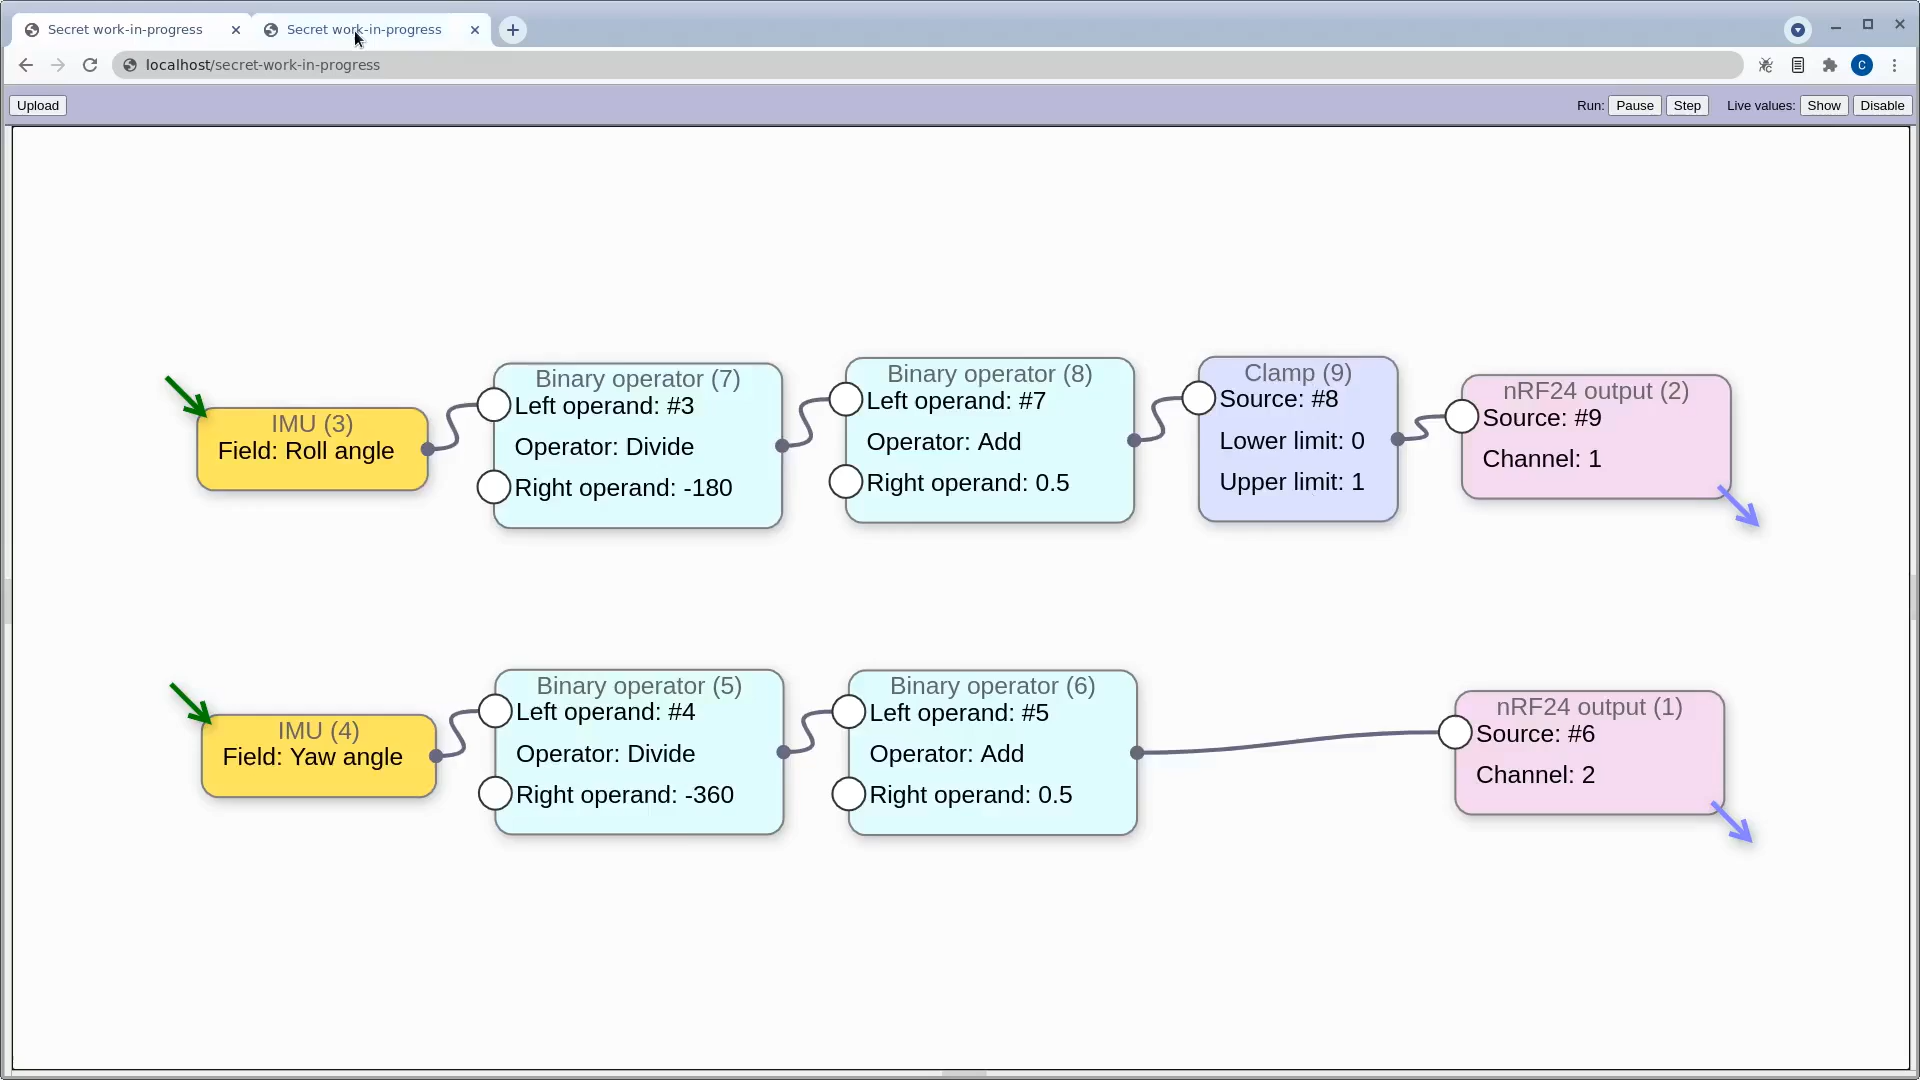 Secret work-in-progress
Secret work-in-progress
localhost/secret-work-in-progress
C
Upload
Run: Pause Step Live values: Show Disable
IMU (3)
Field: Roll angle
Binary operator (7)
Left operand: #3
Operator: Divide
Right operand: -180
Binary operator (8)
Left operand: #7
Operator: Add
Right operand: 0.5
Clamp (9)
Source: #8
Lower limit: 0
Upper limit: 1
nRF24 output (2)
Source: #9
Channel: 1
IMU (4)
Field: Yaw angle
Binary operator (5)
Left operand: #4
Operator: Divide
Right operand: -360
Binary operator (6)
Left operand: #5
Operator: Add
Right operand: 0.5
nRF24 output (1)
Source: #6
Channel: 2